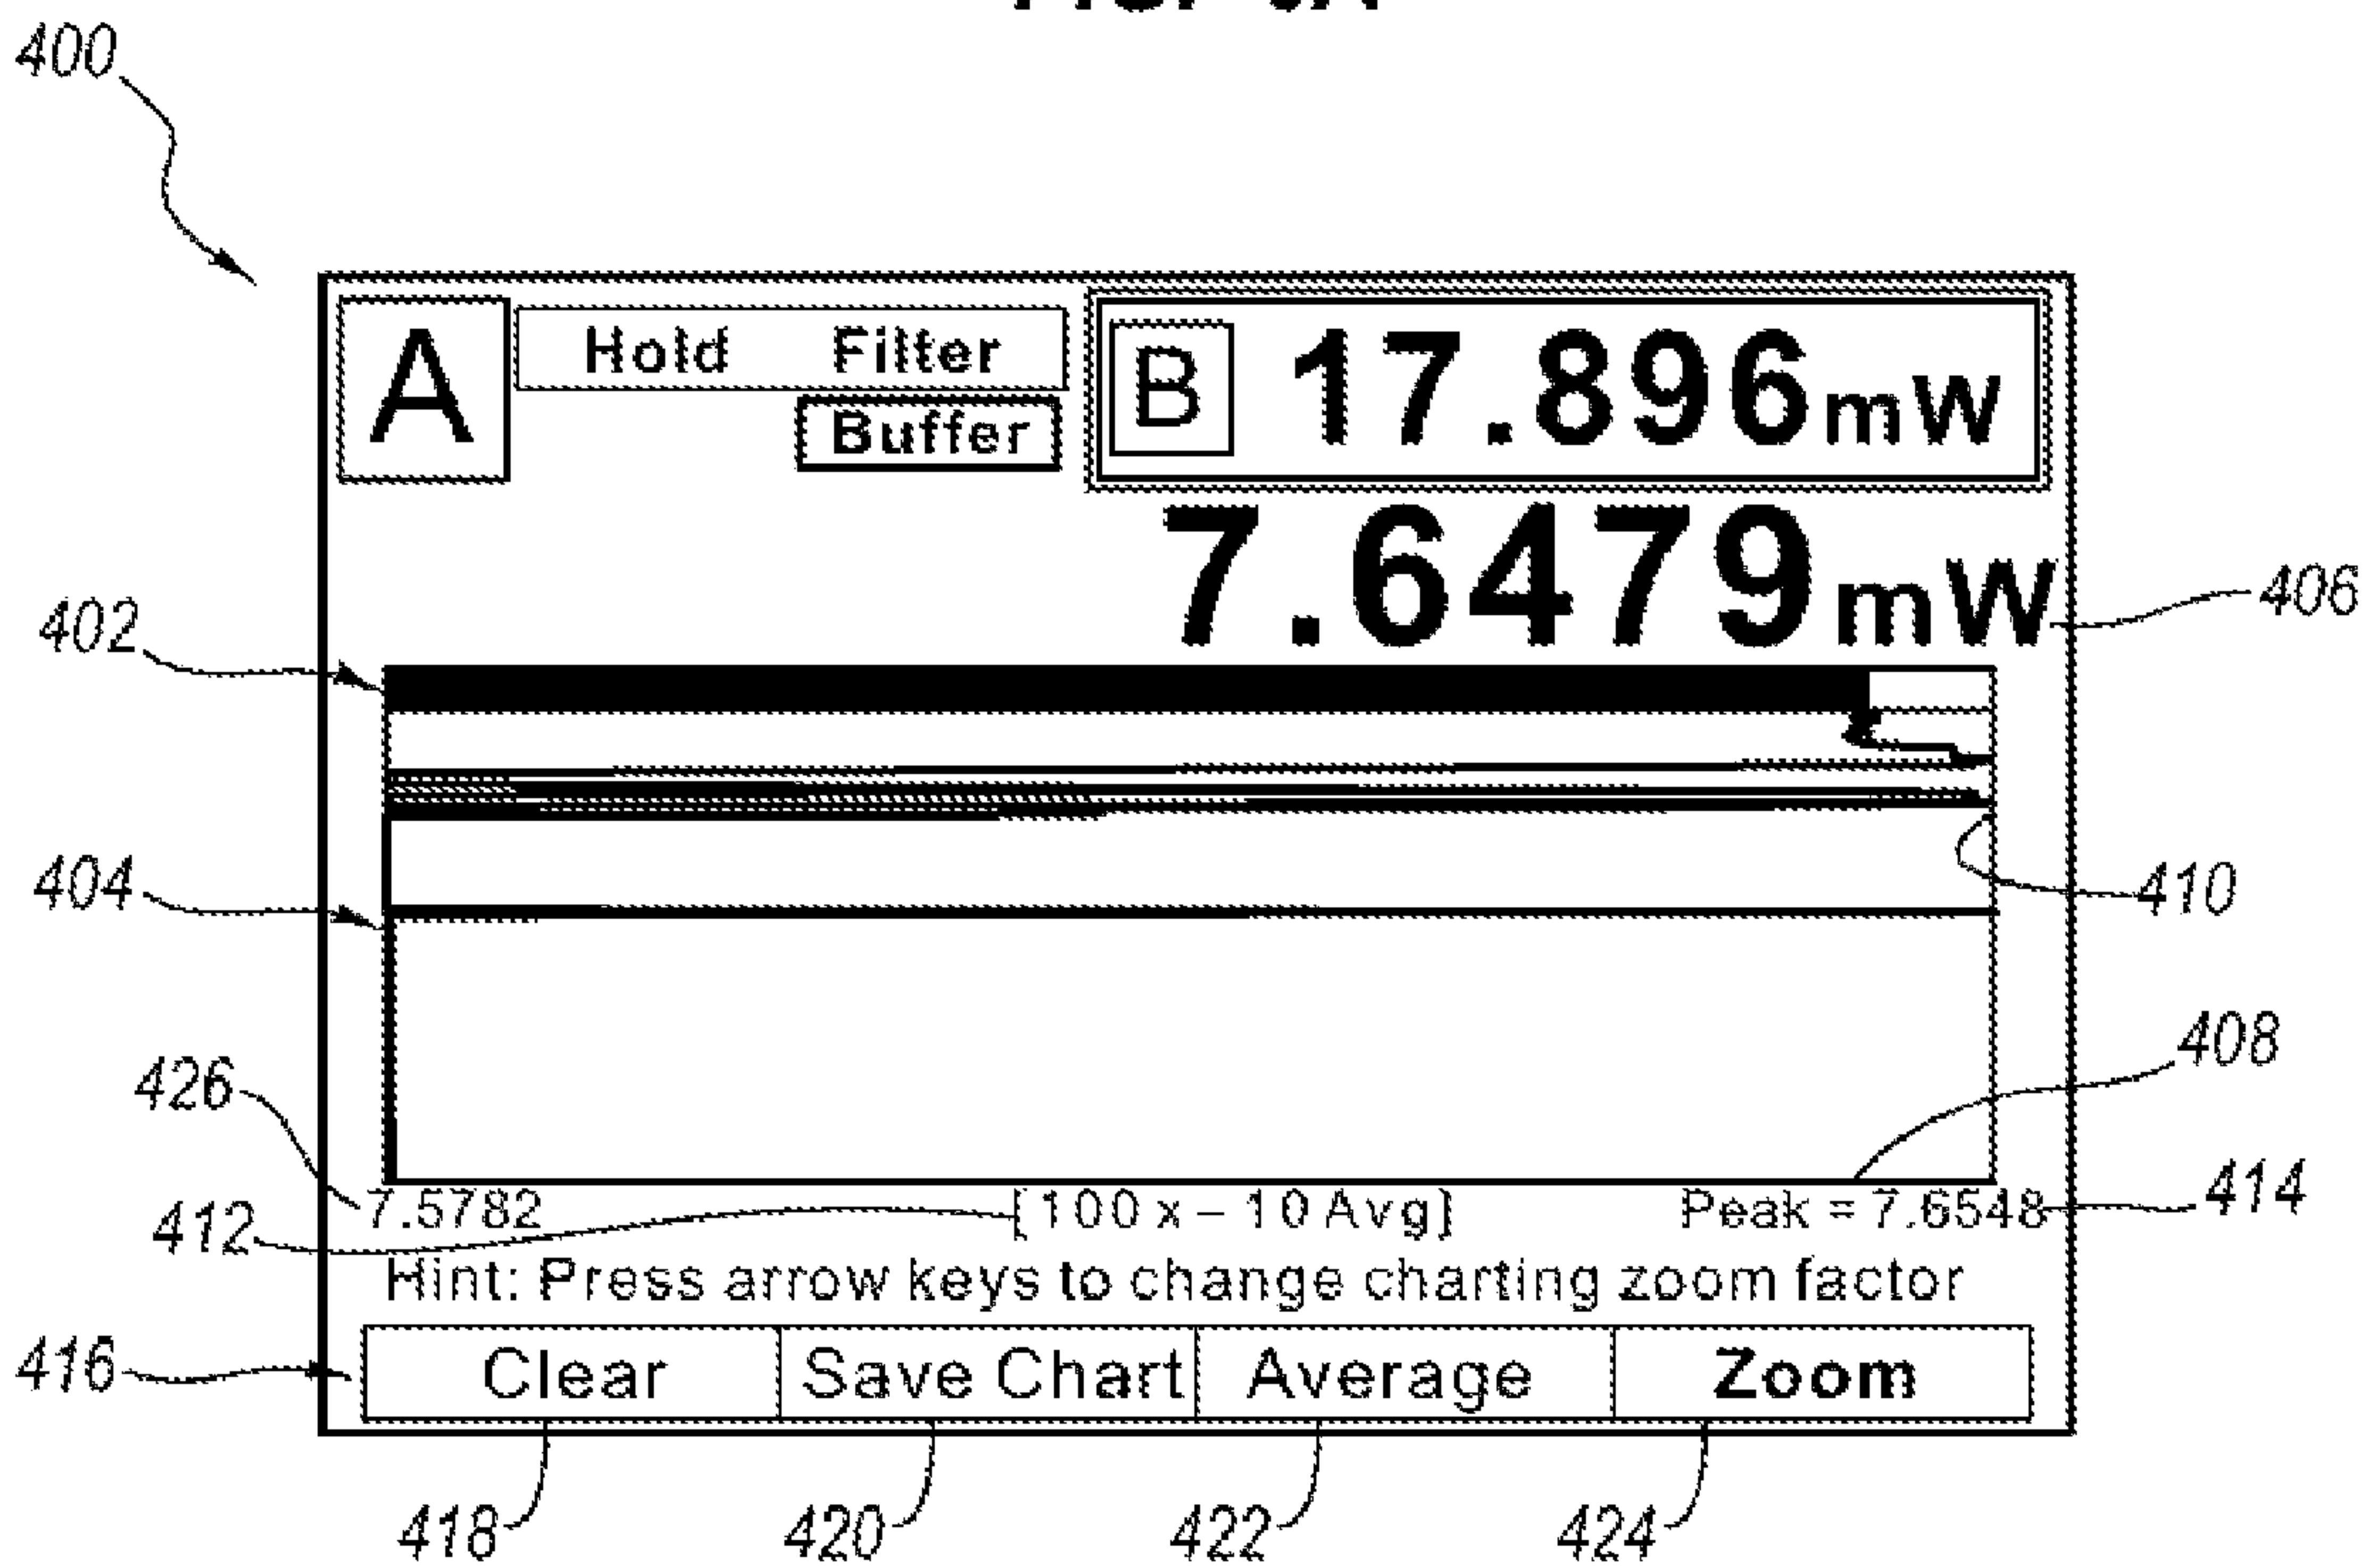 400
A
Hold Filter
Buffer
B 17.896mW
7.6479mW
406
402
404
410
408
426
7.5782
[100 x – 10 Avg]
Peak = 7.6548
414
412
Hint: Press arrow keys to change charting zoom factor
416
Clear
Save Chart
Average
Zoom
418
420
422
424